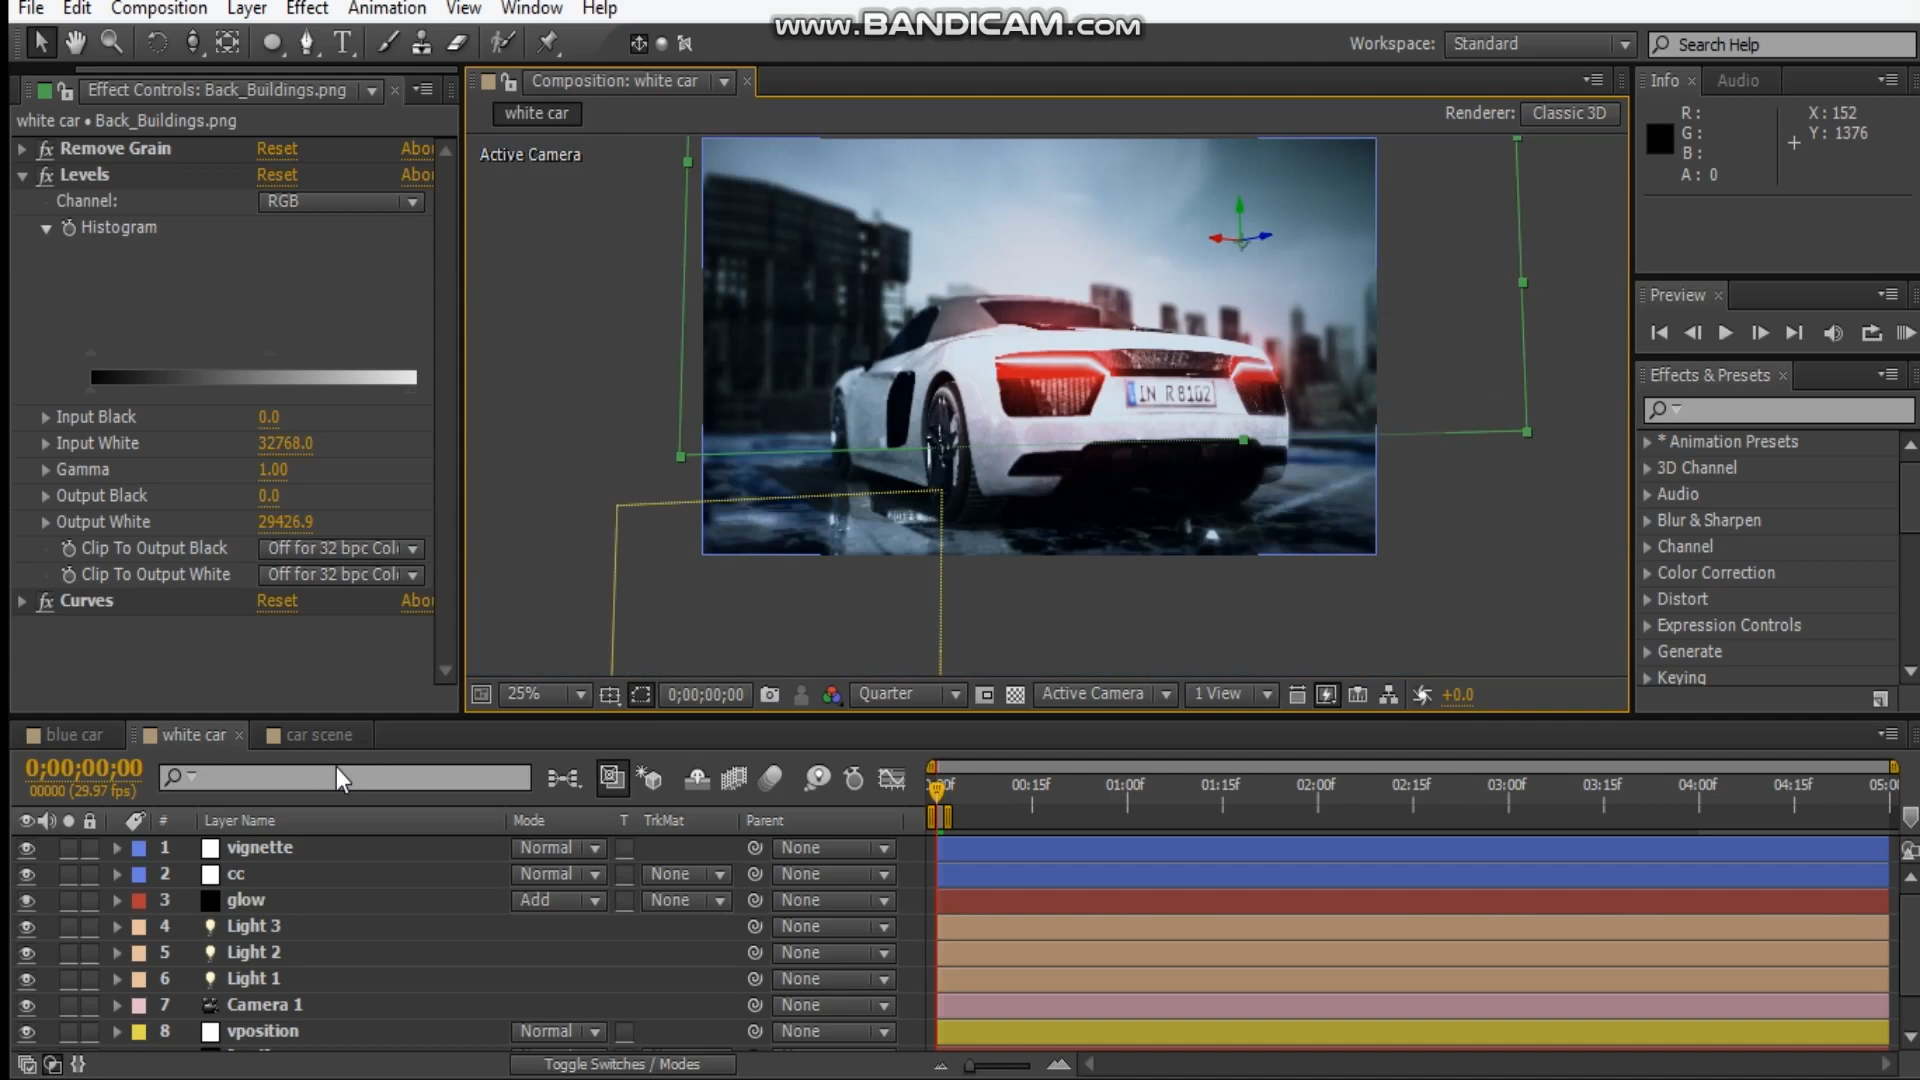 File Edit Composition Layer Effect Animation View Window Help
www.BANDICAM.com
Workspace: Standard
Search Help
Effect Controls: Back_Buildings.png
white car • Back_Buildings.png
fx Remove Grain Reset Abou
fx Levels Reset Abou
Channel: RGB
Histogram
Input Black 0.0
Input White 32768.0
Gamma 1.00
Output Black 0.0
Output White 29426.9
Clip To Output Black Off for 32 bpc Col
Clip To Output White Off for 32 bpc Col
fx Curves Reset Abou
Composition: white car
white car
Renderer: Classic 3D
Active Camera
IN R 8102
25% 0;00;00;00 Quarter Active Camera 1 View +0.0
Info Audio
R: X : 152
G: Y : 1376
B:
A : 0
Preview
Effects & Presets
* Animation Presets
3D Channel
Audio
Blur & Sharpen
Channel
Color Correction
Distort
Expression Controls
Generate
Keying
blue car white car car scene
0;00;00;00
00000 (29.97 fps)
00:15f 01:00f 01:15f 02:00f 02:15f 03:00f 03:15f 04:00f 04:15f 05:00
# Layer Name Mode T TrkMat Parent
1 vignette Normal None
2 cc Normal None None
3 glow Add None None
4 Light 3 None
5 Light 2 None
6 Light 1 None
7 Camera 1 None
8 vposition Normal None
Toggle Switches / Modes